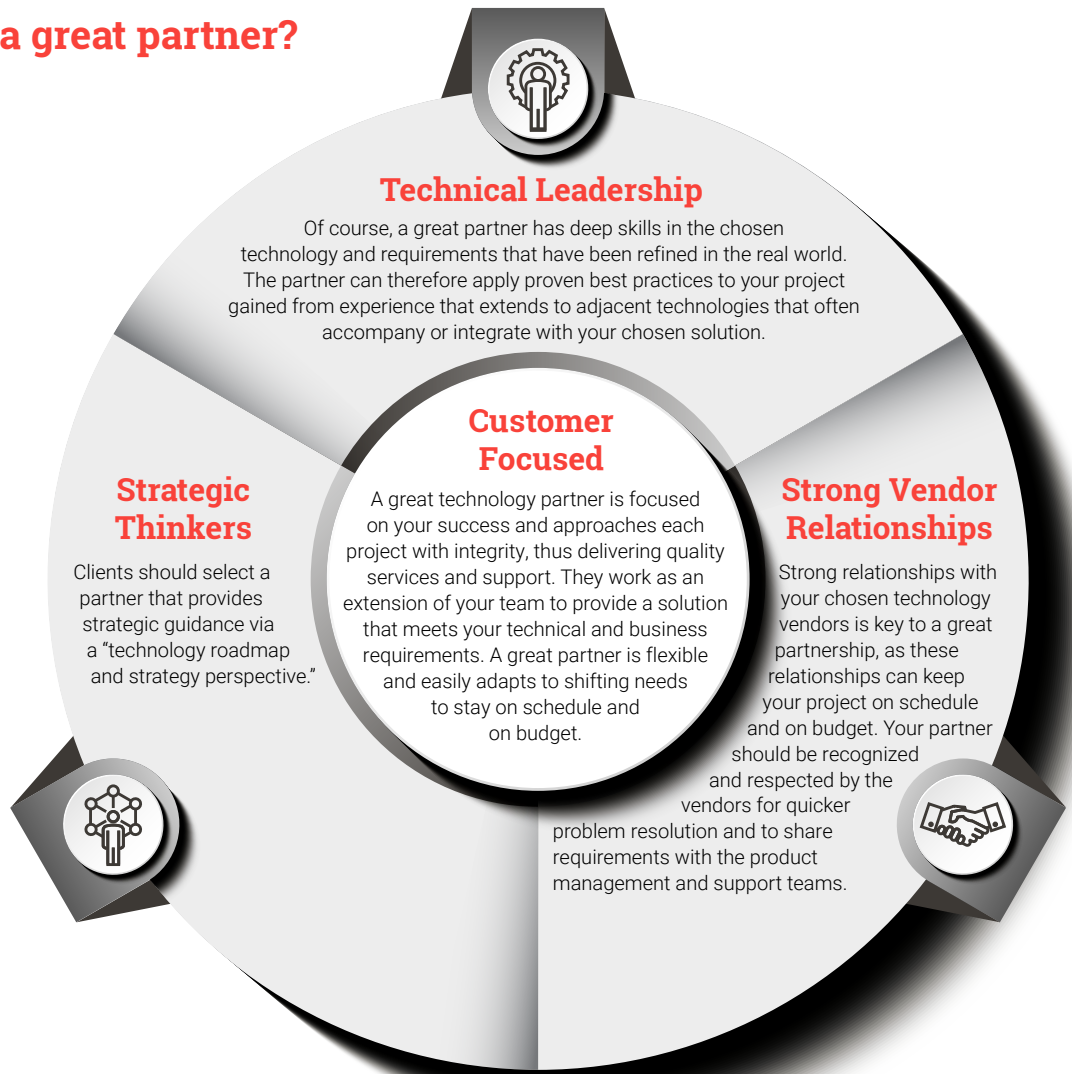 a great partner?
Technical Leadership
Of course, a great partner has deep skills in the chosen
technology and requirements that have been refined in the real world.
The partner can therefore apply proven best practices to your project
gained from experience that extends to adjacent technologies that often
accompany or integrate with your chosen solution.
Customer
Focused
A great technology partner is focused
on your success and approaches each
project with integrity, thus delivering quality
services and support. They work as an
extension of your team to provide a solution
that meets your technical and business
requirements. A great partner is flexible
and easily adapts to shifting needs
to stay on schedule and
on budget.
Strategic
Thinkers
Clients should select a
partner that provides
strategic guidance via
a “technology roadmap
and strategy perspective.”
Strong Vendor
Relationships
Strong relationships with
your chosen technology
vendors is key to a great
partnership, as these
relationships can keep
your project on schedule
and on budget. Your partner
should be recognized
and respected by the
vendors for quicker
problem resolution and to share
requirements with the product
management and support teams.